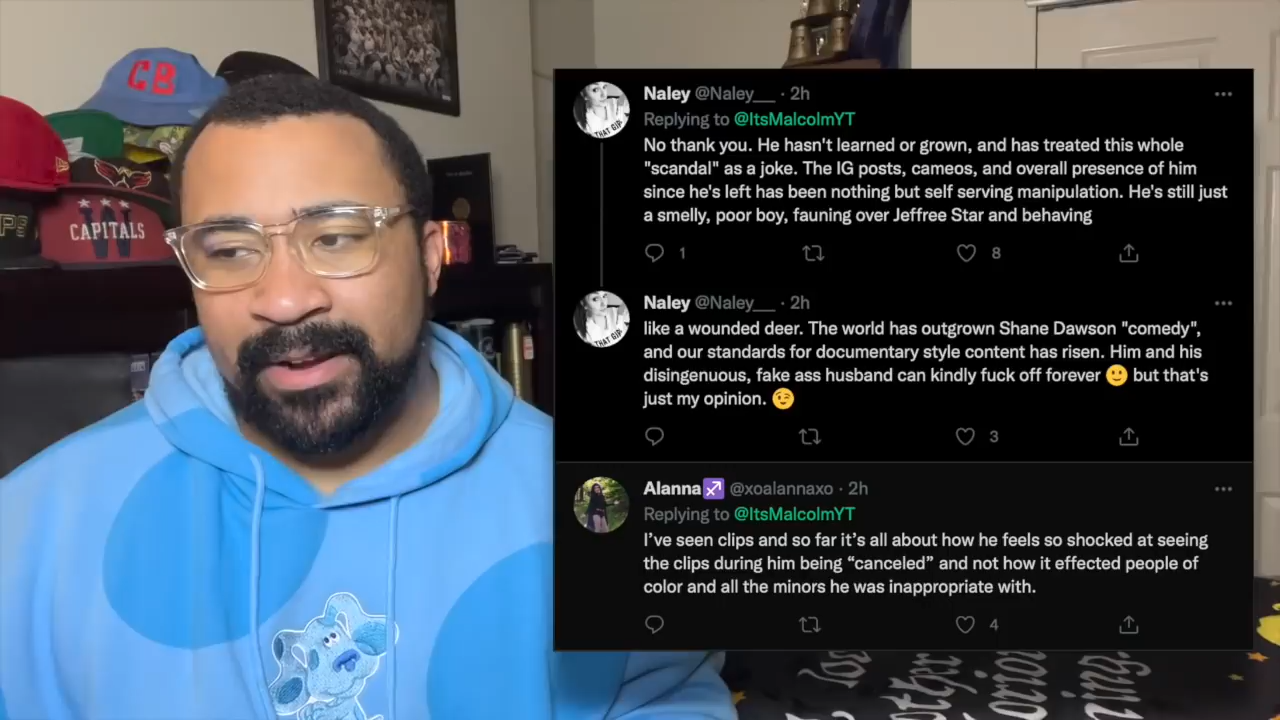 CB
CAPITALS
Naley @Naley__ · 2h
Replying to @ItsMalcolmYT
No thank you. He hasn't learned or grown, and has treated this whole
"scandal" as a joke. The IG posts, cameos, and overall presence of him
since he's left has been nothing but self serving manipulation. He's still just
a smelly, poor boy, fauning over Jeffree Star and behaving
1
8
Naley @Naley__ · 2h
like a wounded deer. The world has outgrown Shane Dawson "comedy",
and our standards for documentary style content has risen. Him and his
disingenuous, fake ass husband can kindly fuck off forever 🙂 but that's
just my opinion. 😉
3
Alanna♐ @xoalannaxo · 2h
Replying to @ItsMalcolmYT
I've seen clips and so far it's all about how he feels so shocked at seeing
the clips during him being “canceled” and not how it effected people of
color and all the minors he was inappropriate with.
4